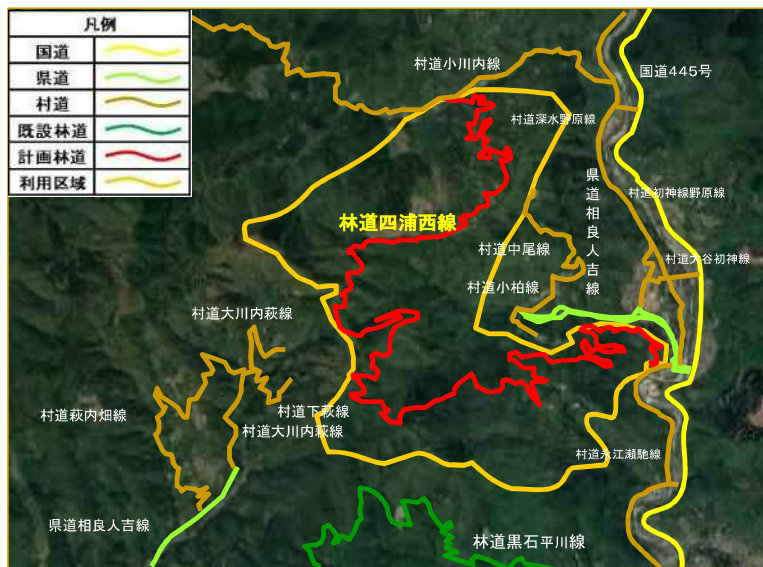 凡例
国道
県道
村道
既設林道
計画林道
利用区域
村道小川内線
国道445号
村道深水野原線
県道相良人吉線
村道初神線野原線
林道四浦西線
村道中尾線
村道大谷初神線
村道小柏線
村道大川内萩線
村道萩内畑線
村道下萩線
村道大川内萩線
村道永江瀬馳線
県道相良人吉線
林道黒石平川線